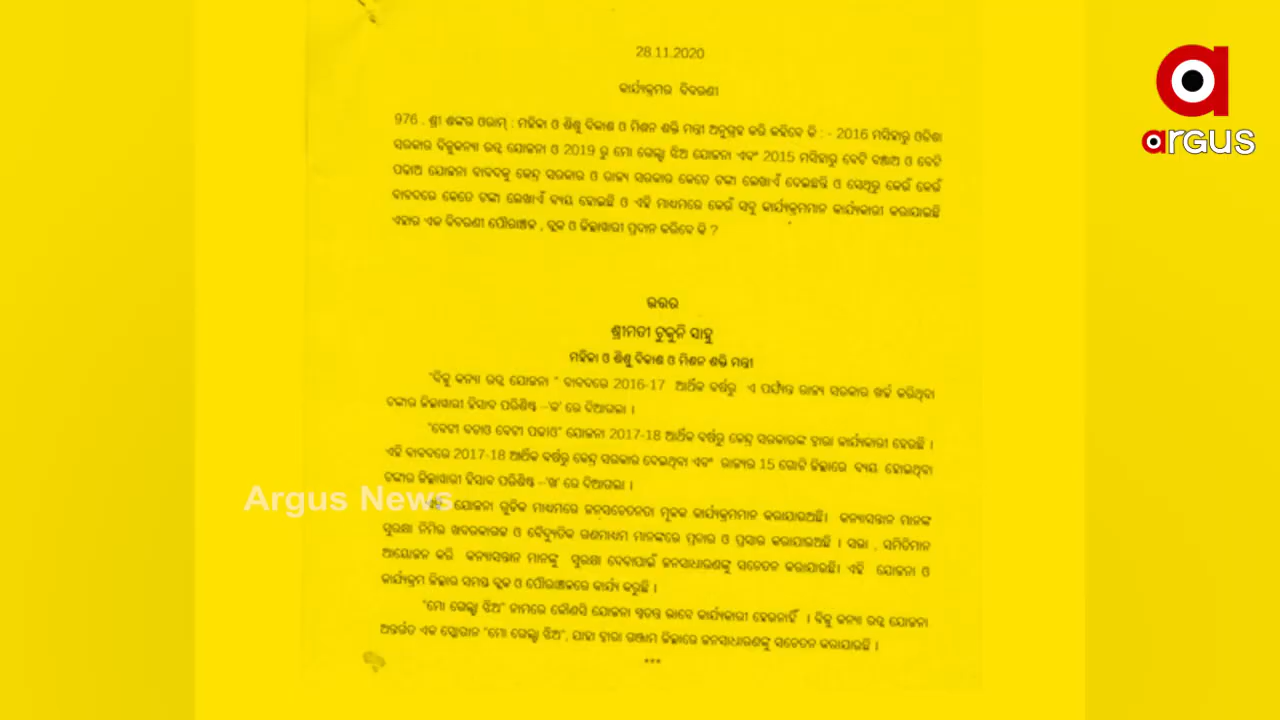 28.11.2020
କାର୍ଯ୍ୟକ୍ରମର ବିବରଣୀ
976 . ଶ୍ରୀ ଶଙ୍କର ଓରାମ୍ : ମହିଳା ଓ ଶିଶୁ ବିକାଶ ଓ ମିଶନ ଶକ୍ତି ମନ୍ତ୍ରୀ ଅନୁଗ୍ରହ କରି କହିବେ କି : - 2016 ମସିହାରୁ ଓଡିଶା
ସରକାର ବିଜୁକନ୍ୟା ରତ୍ନ ଯୋଜନା ଓ 2019 ରୁ ମୋ ଗେହ୍ଲା ଝିଅ ଯୋଜନା ଏବଂ 2015 ମସିହାରୁ ବେଟି ବଞ୍ଚାଅ ଓ ବେଟି
ପଢାଅ ଯୋଜନା ବାବଦକୁ କେନ୍ଦ୍ର ସରକାର ଓ ରାଜ୍ୟ ସରକାର କେତେ ଟଙ୍କା ଲେଖାଏଁ ଦେଇଛନ୍ତି ଓ ସେଥିରୁ କେଉଁ କେଉଁ
ବାବଦରେ କେତେ ଟଙ୍କା ଲେଖାଏଁ ବ୍ୟୟ ହୋଇଛି ଓ ଏହି ମାଧ୍ୟମରେ କେଉଁ ସବୁ କାର୍ଯ୍ୟକ୍ରମମାନ କାର୍ଯ୍ୟକାରୀ କରାଯାଇଛି
ଏହାର ଏକ ବିବରଣୀ ପୌରାଞ୍ଚଳ , ବ୍ଲକ ଓ ଜିଲ୍ଲାୱାରୀ ପ୍ରଦାନ କରିବେ କି ?
ଉତ୍ତର
ଶ୍ରୀମତୀ ଟୁକୁନି ସାହୁ
ମହିଳା ଓ ଶିଶୁ ବିକାଶ ଓ ମିଶନ ଶକ୍ତି ମନ୍ତ୍ରୀ
"ବିଜୁ କନ୍ୟା ରତ୍ନ ଯୋଜନା " ବାବଦରେ 2016-17 ଆର୍ଥିକ ବର୍ଷରୁ ଏ ପର୍ଯ୍ୟନ୍ତ ରାଜ୍ୟ ସରକାର ଖର୍ଚ୍ଚ କରିଥିବା
ଟଙ୍କାର ଜିଲ୍ଲାୱାରୀ ହିସାବ ପରିଶିଷ୍ଟ –'କ' ରେ ଦିଆଗଲା ।
"ବେଟୀ ବଚାଓ ବେଟୀ ପଢାଓ" ଯୋଜନା 2017-18 ଆର୍ଥିକ ବର୍ଷରୁ କେନ୍ଦ୍ର ସରକାରଙ୍କ ଦ୍ୱାରା କାର୍ଯ୍ୟକାରୀ ହେଉଛି ।
ଏହି ବାବଦରେ 2017-18 ଆର୍ଥିକ ବର୍ଷରୁ କେନ୍ଦ୍ର ସରକାର ଦେଇଥିବା ଏବଂ ରାଜ୍ୟର 15 ଗୋଟି ଜିଲ୍ଲାରେ ବ୍ୟୟ ହୋଇଥିବା
ଟଙ୍କାର ଜିଲ୍ଲାୱାରୀ ହିସାବ ପରିଶିଷ୍ଟ –'ଖ' ରେ ଦିଆଗଲା ।
ଯୋଜନା ଗୁଡିକ ମାଧ୍ୟମରେ ଜନସଚେତନତା ମୂଳକ କାର୍ଯ୍ୟକ୍ରମମାନ କରାଯାଉଅଛି। କନ୍ୟାସନ୍ତାନ ମାନଙ୍କ
ସୁରକ୍ଷା ନିମିତ୍ତ ଖବରକାଗଜ ଓ ବୈଦ୍ୟୁତିକ ଗଣମାଧ୍ୟମ ମାନଙ୍କରେ ପ୍ରଚାର ଓ ପ୍ରସାର କରାଯାଉଅଛି । ସଭା , ସମିତିମାନ
ଆୟୋଜନ କରି କନ୍ୟାସନ୍ତାନ ମାନଙ୍କୁ ସୁରକ୍ଷା ଦେବାପାଇଁ ଜନସାଧାରଣଙ୍କୁ ସଚେତନ କରାଯାଉଛି। ଏହି ଯୋଜନା ଓ
କାର୍ଯ୍ୟକ୍ରମ ଜିଲ୍ଲାର ସମସ୍ତ ବ୍ଲକ ଓ ପୌରାଞ୍ଚଳରେ କାର୍ଯ୍ୟ କରୁଛି ।
"ମୋ ଗେହ୍ଲା ଝିଅ" ନାମରେ କୌଣସି ଯୋଜନା ସ୍ୱତନ୍ତ୍ର ଭାବେ କାର୍ଯ୍ୟକାରୀ ହେଉନାହିଁ । ବିଜୁ କନ୍ୟା ରତ୍ନ ଯୋଜନା
ଅନ୍ତର୍ଗତ ଏକ ସ୍ଲୋଗାନ "ମୋ ଗେହ୍ଲା ଝିଅ", ଯାହା ଦ୍ୱାରା ଗଞ୍ଜାମ ଜିଲ୍ଲାରେ ଜନସାଧାରଣଙ୍କୁ ସଚେତନ କରାଯାଉଛି ।
***
Argus News
a
argus